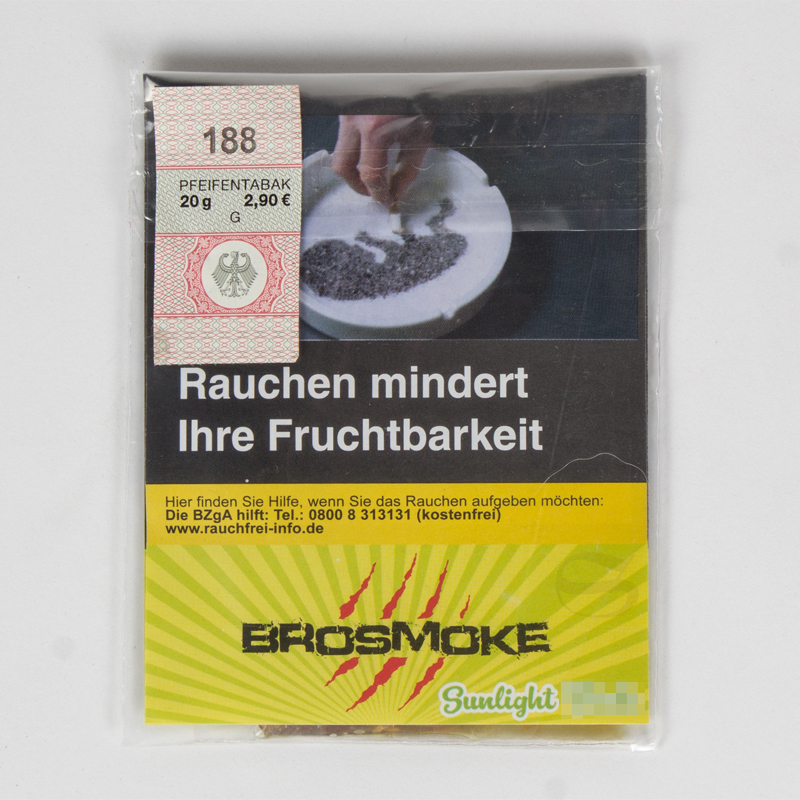 188
PFEIFENTABAK
20 g 2,90 €
G
Rauchen mindert
Ihre Fruchtbarkeit
Hier finden Sie Hilfe, wenn Sie das Rauchen aufgeben möchten:
Die BZgA hilft: Tel.: 0800 8 313131 (kostenfrei)
www.rauchfrei-info.de
BROSMOKE
Sunlight